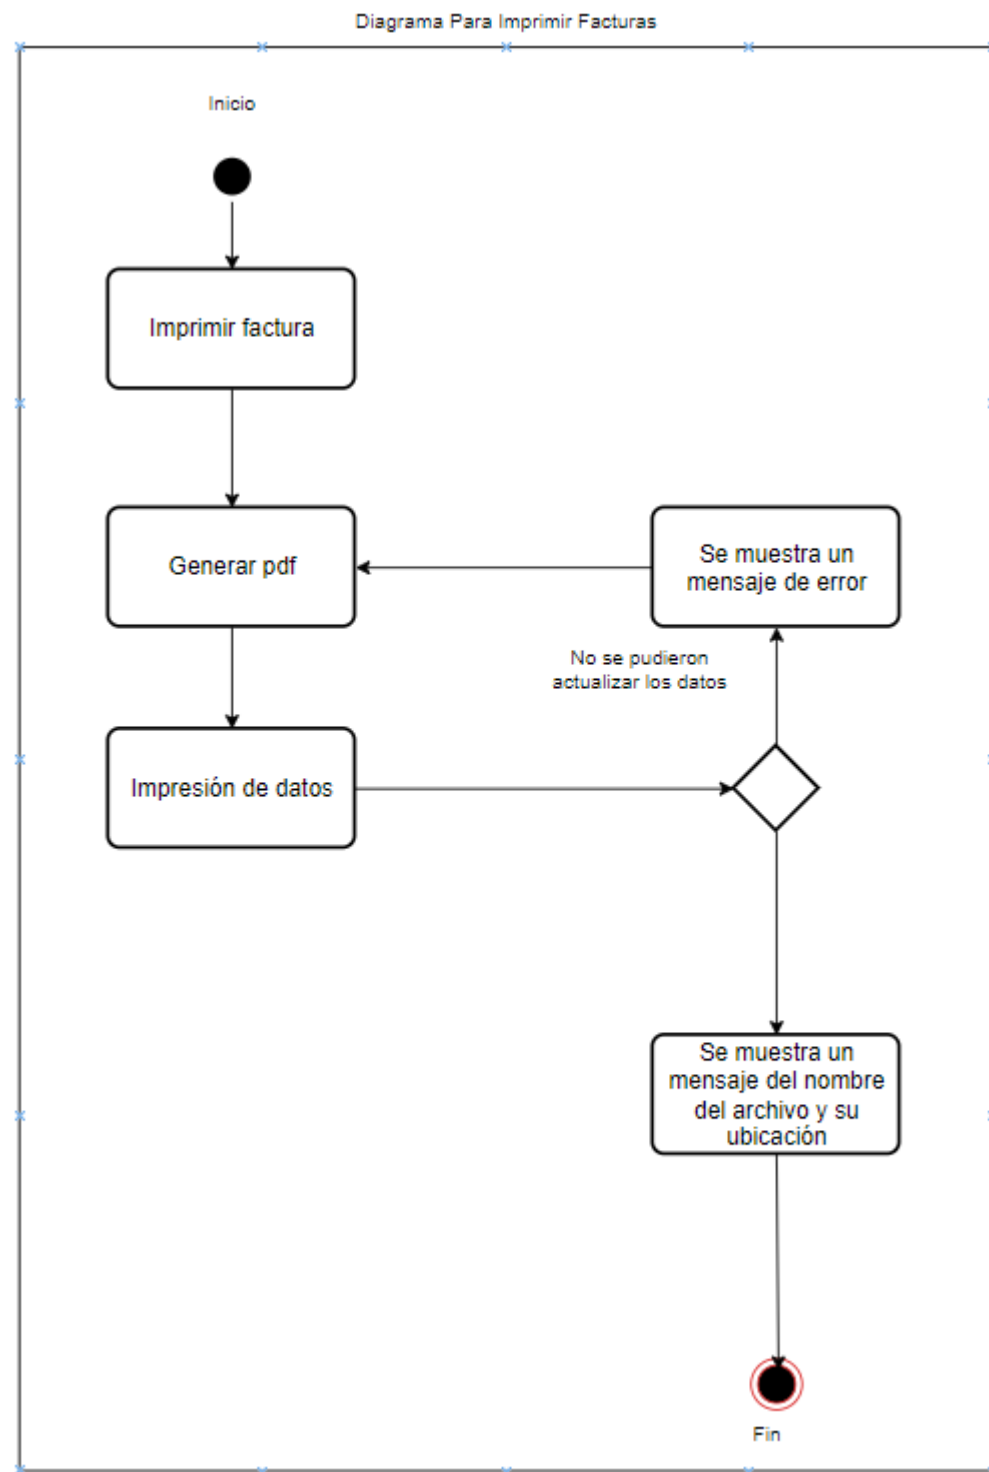 Diagrama Para Imprimir Facturas
Inicio
Imprimir factura
Generar pdf
Se muestra un
mensaje de error
No se pudieron
actualizar los datos
Impresión de datos
Se muestra un
mensaje del nombre
del archivo y su
ubicación
Fin